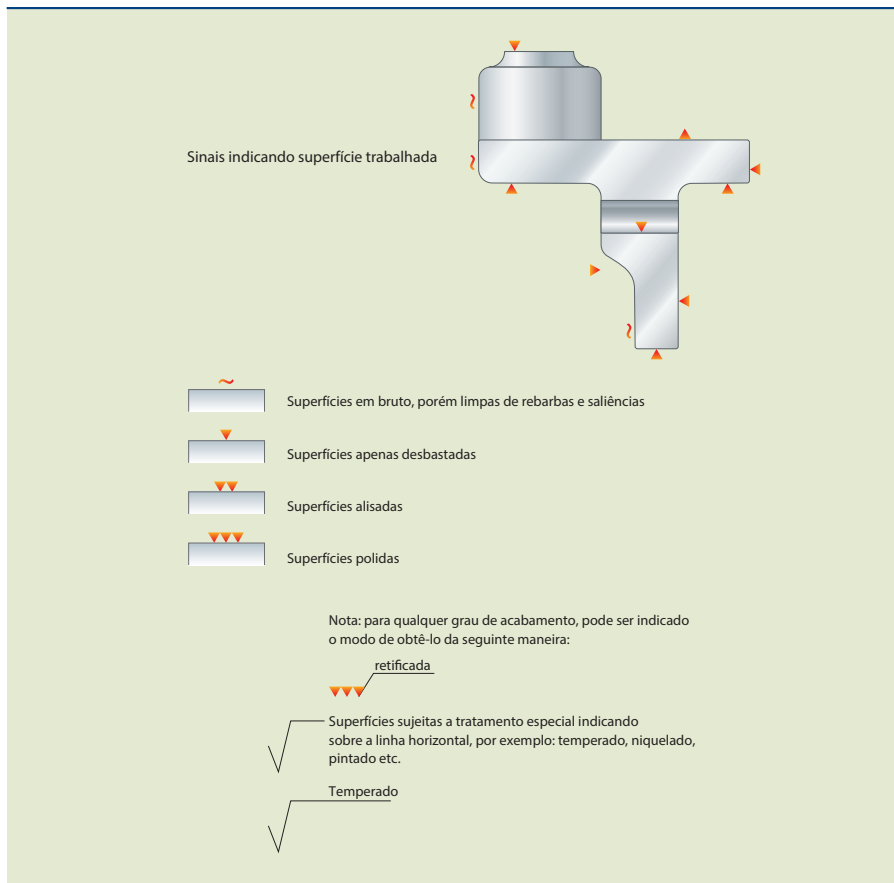 Sinais indicando superfície trabalhada
Superfícies em bruto, porém limpas de rebarbas e saliências
Superfícies apenas desbastadas
Superfícies alisadas
Superfícies polidas
Nota: para qualquer grau de acabamento, pode ser indicado
o modo de obtê-lo da seguinte maneira:
retificada
Superfícies sujeitas a tratamento especial indicando
sobre a linha horizontal, por exemplo: temperado, niquelado,
pintado etc.
Temperado